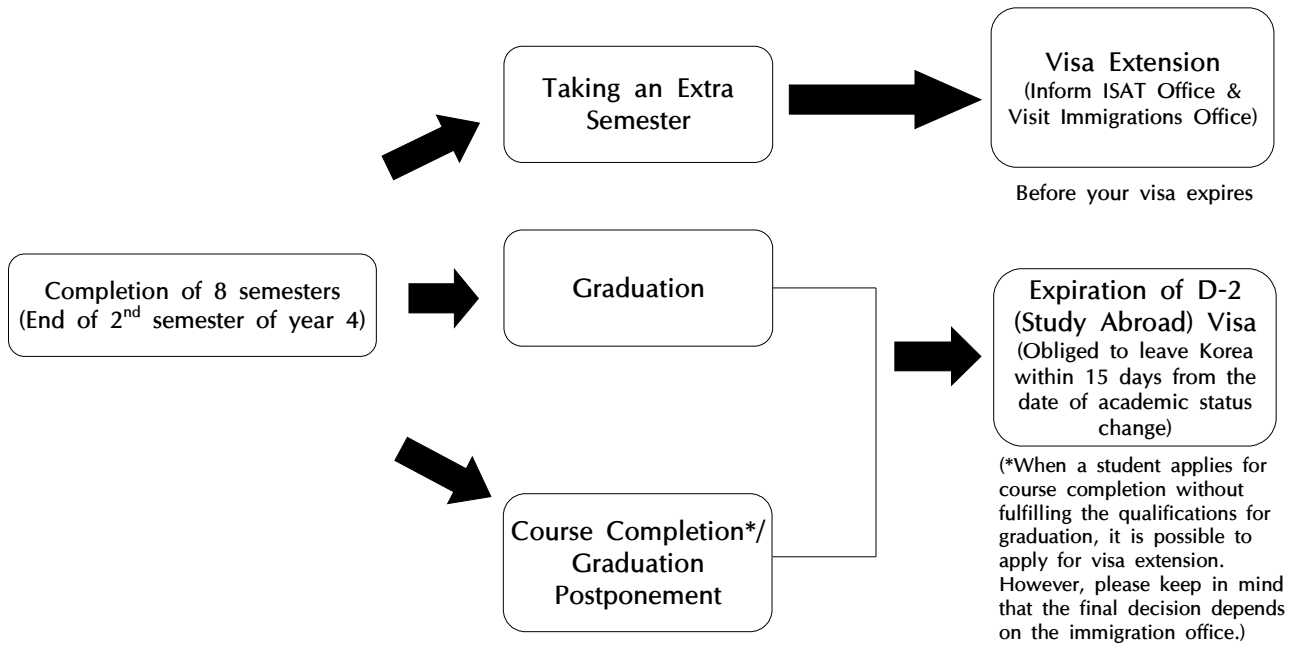 Completion of 8 semesters
(End of 2nd semester of year 4)
Taking an Extra
Semester
Visa Extension
(Inform ISAT Office &
Visit Immigrations Office)
Before your visa expires
Graduation
Course Completion*/
Graduation
Postponement
Expiration of D-2
(Study Abroad) Visa
(Obliged to leave Korea
within 15 days from the
date of academic status
change)
(*When a student applies for
course completion without
fulfilling the qualifications for
graduation, it is possible to
apply for visa extension.
However, please keep in mind
that the final decision depends
on the immigration office.)